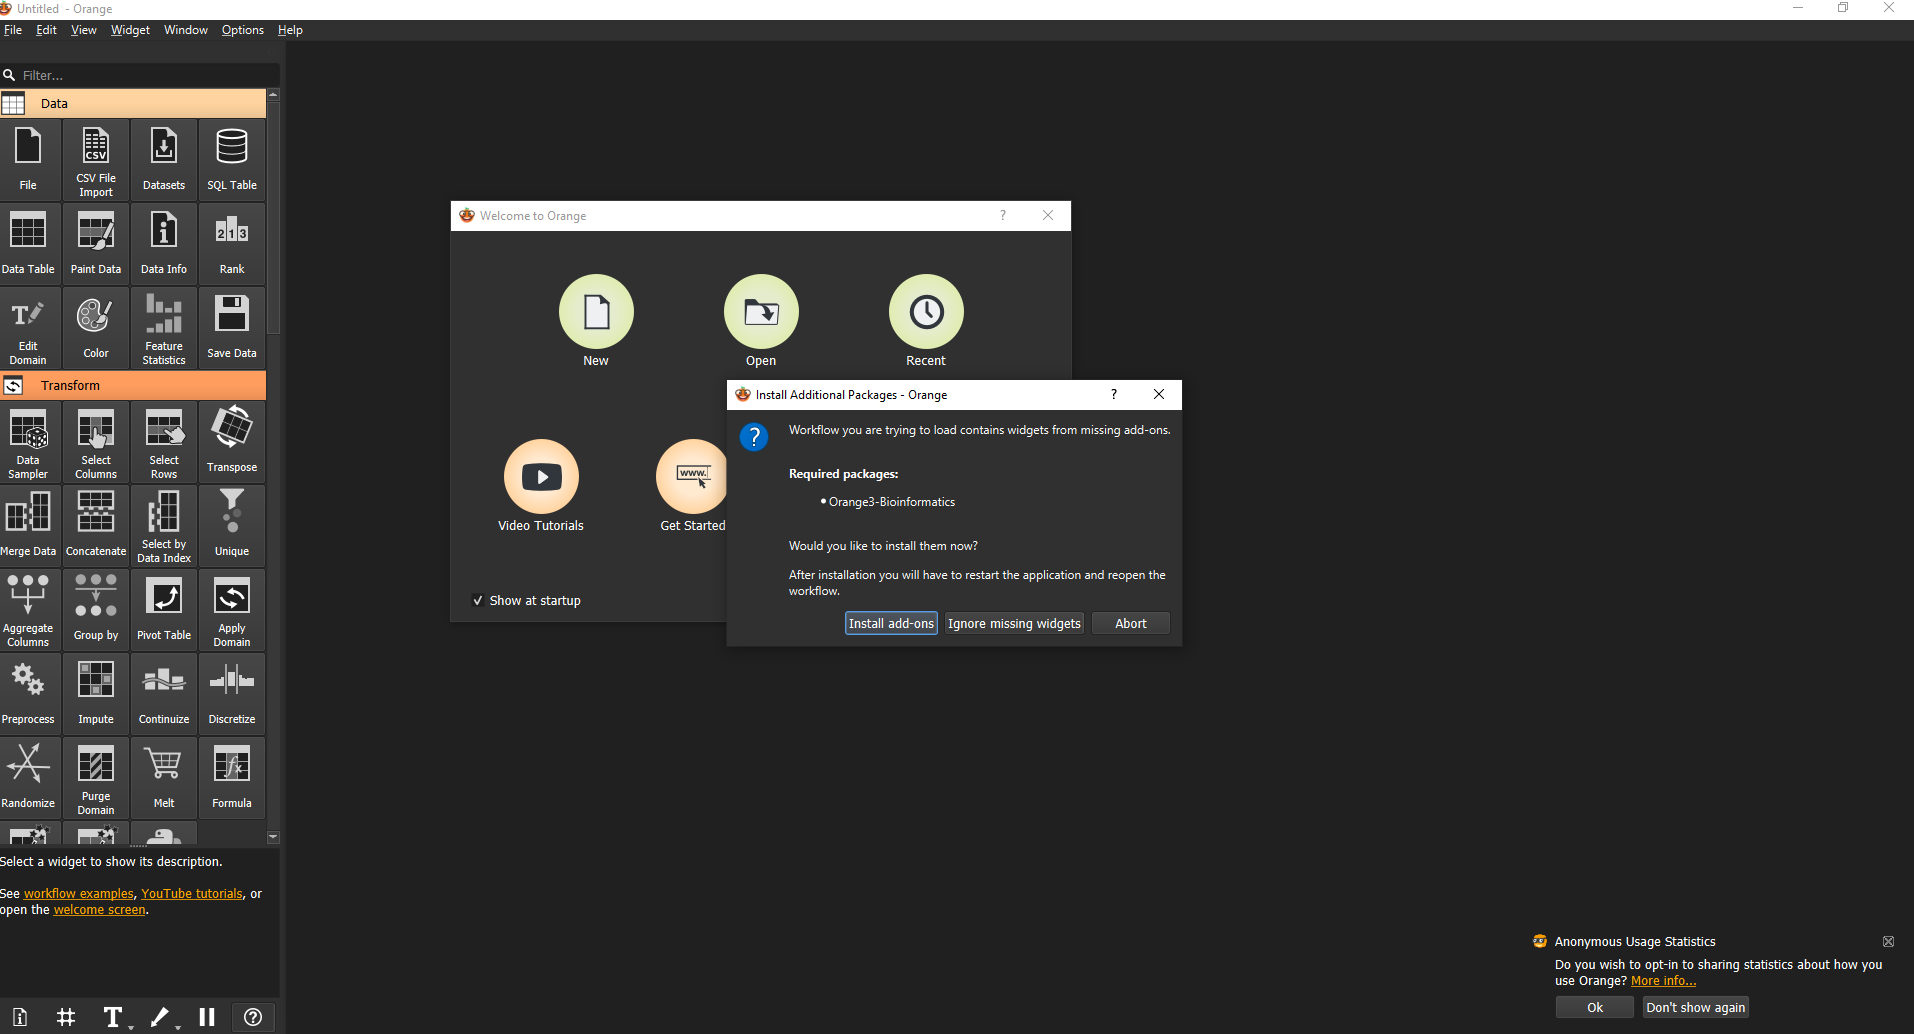 Untitled - Orange
File Edit View Widget Window Options Help
Filter...
Data
File
CSV
CSV File
Import
Datasets
SQL Table
Data Table
Paint Data
Data Info
213
Rank
T
Edit
Domain
Color
Feature
Statistics
Save Data
Transform
Data
Sampler
Select
Columns
Select
Rows
Transpose
Merge Data
Concatenate
Select by
Data Index
Unique
Aggregate
Columns
Group by
Pivot Table
Apply
Domain
Preprocess
Impute
Continuize
Discretize
Randomize
Purge
Domain
Melt
fx
Formula
Select a widget to show its description.
See workflow examples, YouTube tutorials, or
open the welcome screen.
T
Welcome to Orange
?
New
Open
Recent
Video Tutorials
www.
Get Started
Show at startup
Install Additional Packages - Orange
?
?
Workflow you are trying to load contains widgets from missing add-ons.
Required packages:
• Orange3-Bioinformatics
Would you like to install them now?
After installation you will have to restart the application and reopen the
workflow.
Install add-ons
Ignore missing widgets
Abort
Anonymous Usage Statistics
Do you wish to opt-in to sharing statistics about how you
use Orange? More info...
Ok
Don't show again